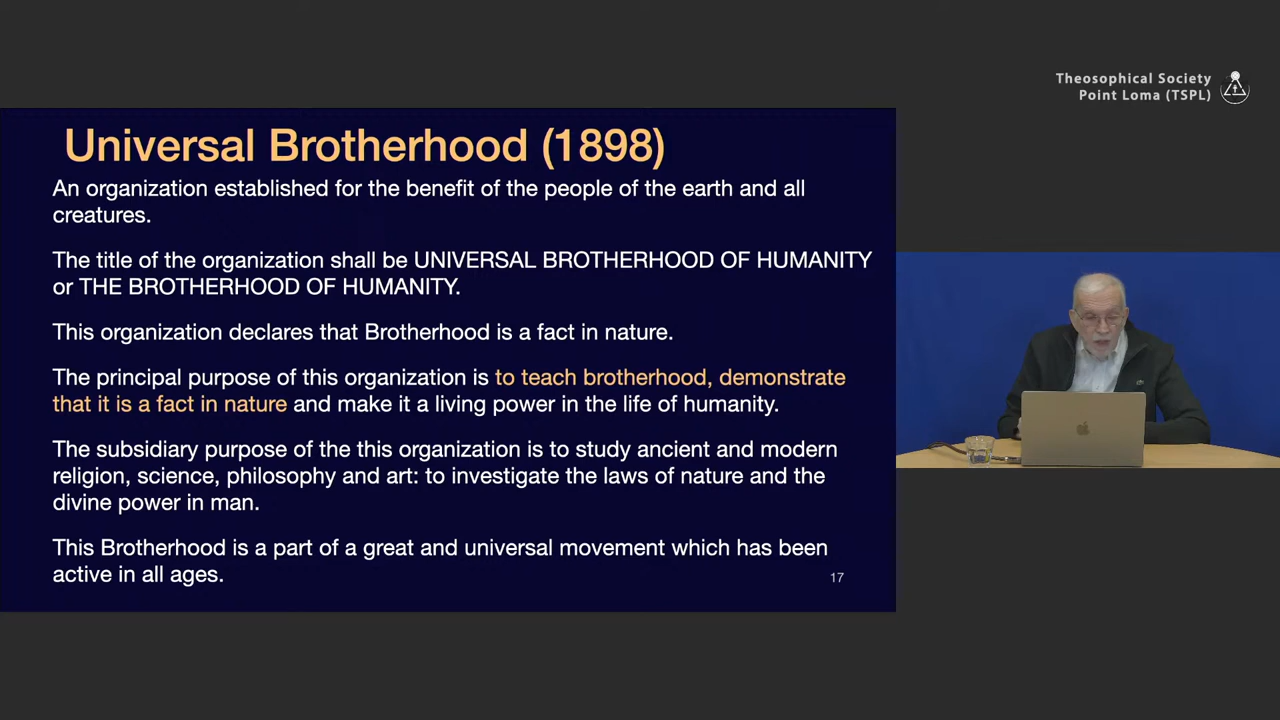 Theosophical Society
Point Loma (TSPL)
Universal Brotherhood (1898)
An organization established for the benefit of the people of the earth and all
creatures.
The title of the organization shall be UNIVERSAL BROTHERHOOD OF HUMANITY
or THE BROTHERHOOD OF HUMANITY.
This organization declares that Brotherhood is a fact in nature.
The principal purpose of this organization is to teach brotherhood, demonstrate
that it is a fact in nature and make it a living power in the life of humanity.
The subsidiary purpose of the this organization is to study ancient and modern
religion, science, philosophy and art: to investigate the laws of nature and the
divine power in man.
This Brotherhood is a part of a great and universal movement which has been
active in all ages.
17